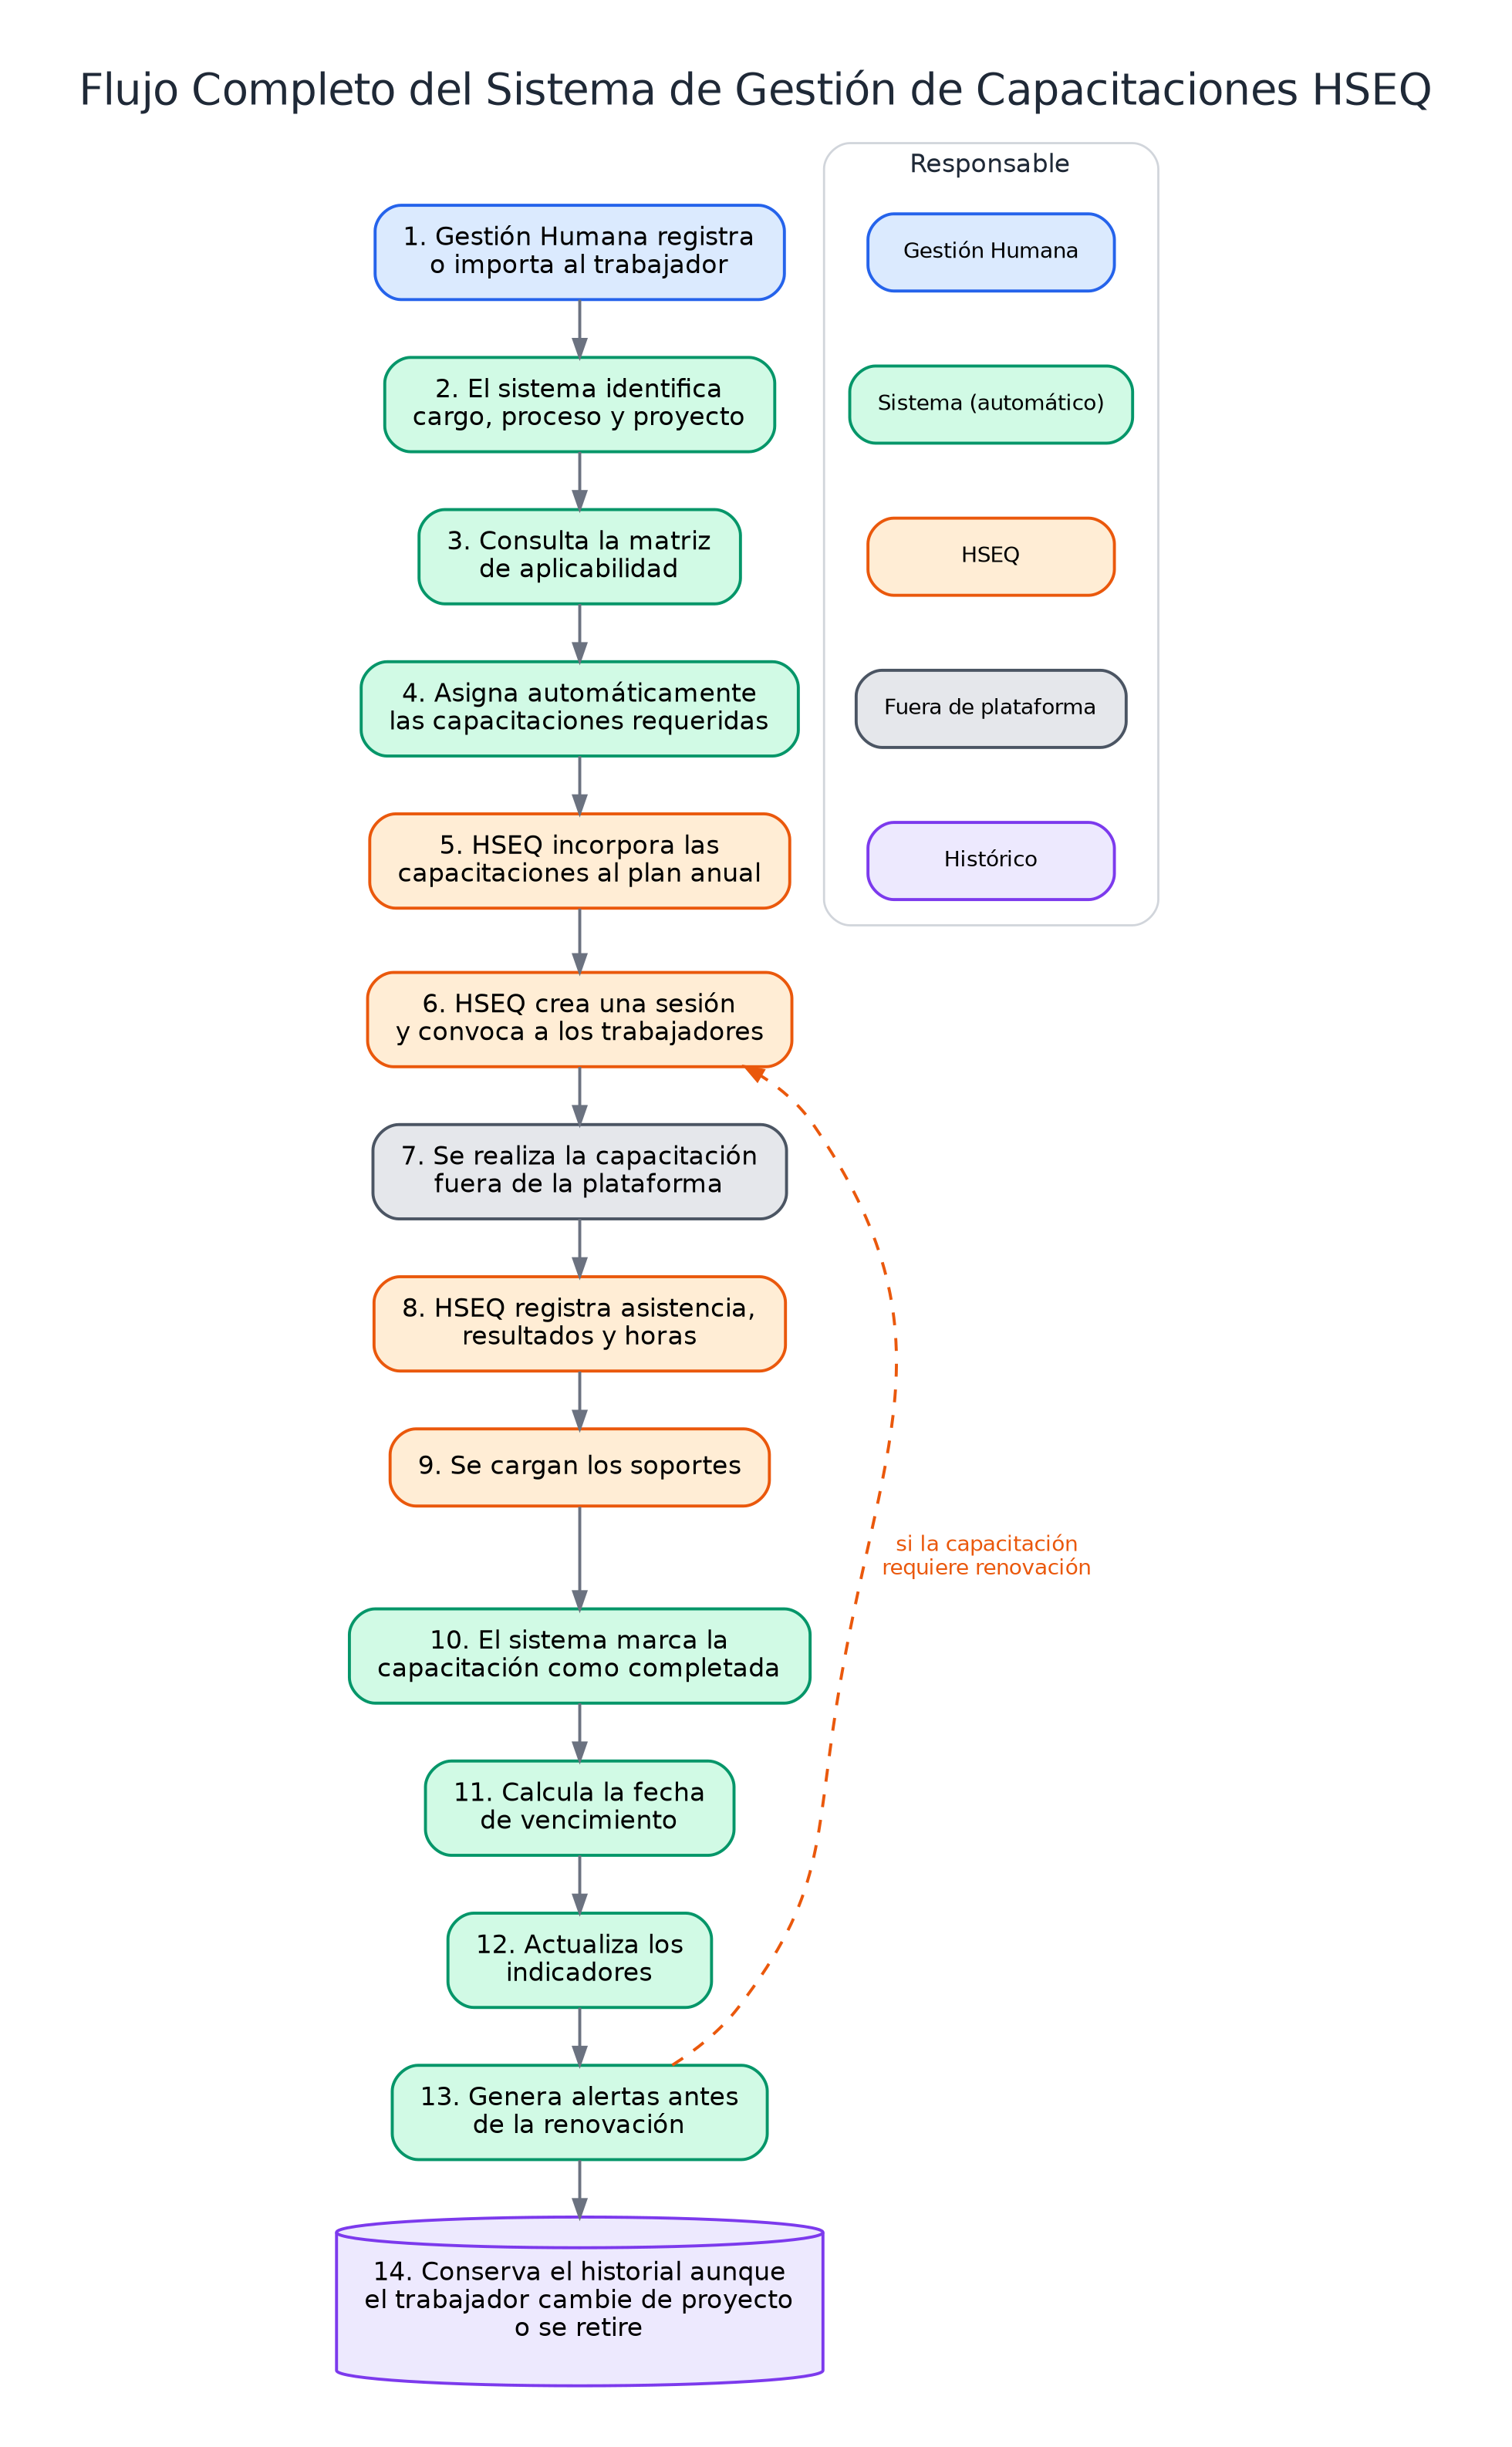 Flujo Completo del Sistema de Gestión de Capacitaciones HSEQ
Responsable
1. Gestión Humana registra
o importa al trabajador
Gestión Humana
2. El sistema identifica
cargo, proceso y proyecto
Sistema (automático)
3. Consulta la matriz
de aplicabilidad
HSEQ
4. Asigna automáticamente
las capacitaciones requeridas
Fuera de plataforma
5. HSEQ incorpora las
capacitaciones al plan anual
Histórico
6. HSEQ crea una sesión
y convoca a los trabajadores
7. Se realiza la capacitación
fuera de la plataforma
8. HSEQ registra asistencia,
resultados y horas
9. Se cargan los soportes
si la capacitación
requiere renovación
10. El sistema marca la
capacitación como completada
11. Calcula la fecha
de vencimiento
12. Actualiza los
indicadores
13. Genera alertas antes
de la renovación
14. Conserva el historial aunque
el trabajador cambie de proyecto
o se retire